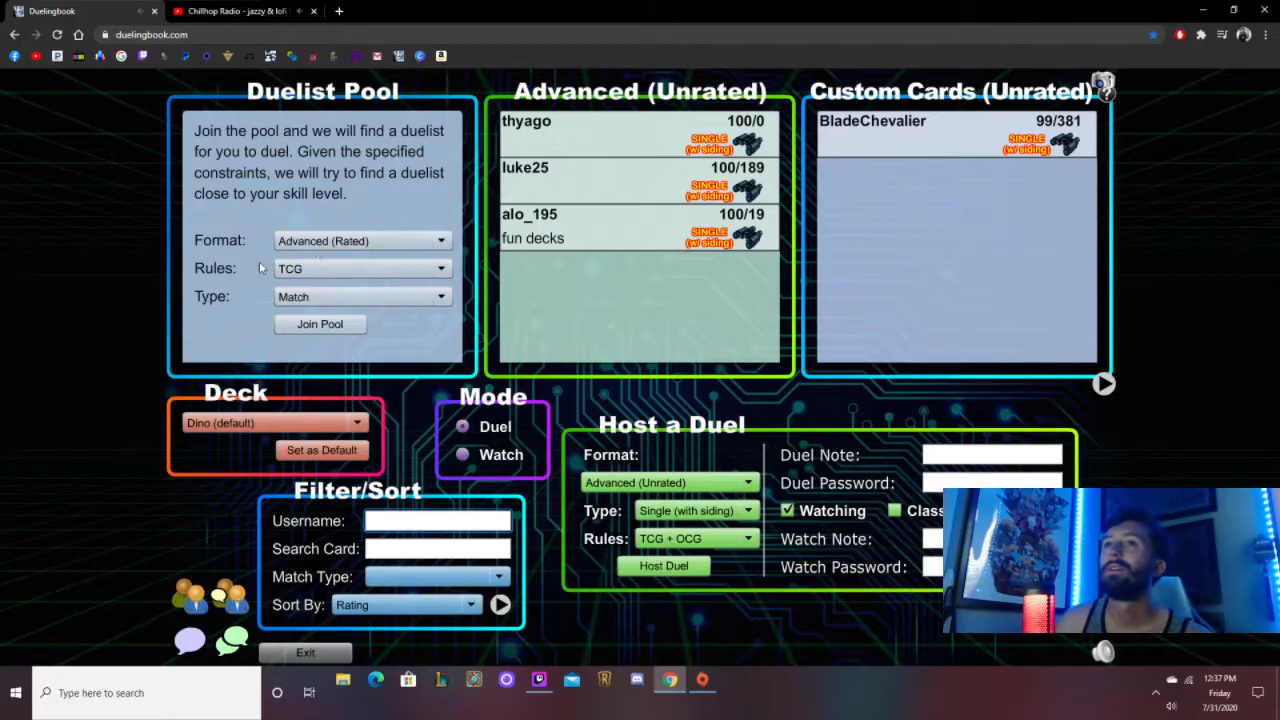 Duelingbook
Chillhop Radio - jazzy & lofi
duelingbook.com
Duelist Pool
Join the pool and we will find a duelist
for you to duel. Given the specified
constraints, we will try to find a duelist
close to your skill level.
Format: Advanced (Rated)
Rules: TCG
Type: Match
Join Pool
Advanced (Unrated)
thyago 100/0
SINGLE
(w/ siding)
luke25 100/189
SINGLE
(w/ siding)
alo_195 100/19
fun decks SINGLE
(w/ siding)
Custom Cards (Unrated)
BladeChevalier 99/381
SINGLE
(w/ siding)
Deck
Dino (default)
Set as Default
Mode
Duel
Watch
Filter/Sort
Username:
Search Card:
Match Type:
Sort By: Rating
Host a Duel
Format:
Advanced (Unrated)
Type: Single (with siding)
Rules: TCG + OCG
Host Duel
Duel Note:
Duel Password:
Watching Class
Watch Note:
Watch Password:
Exit
Type here to search
12:37 PM
Friday
7/31/2020